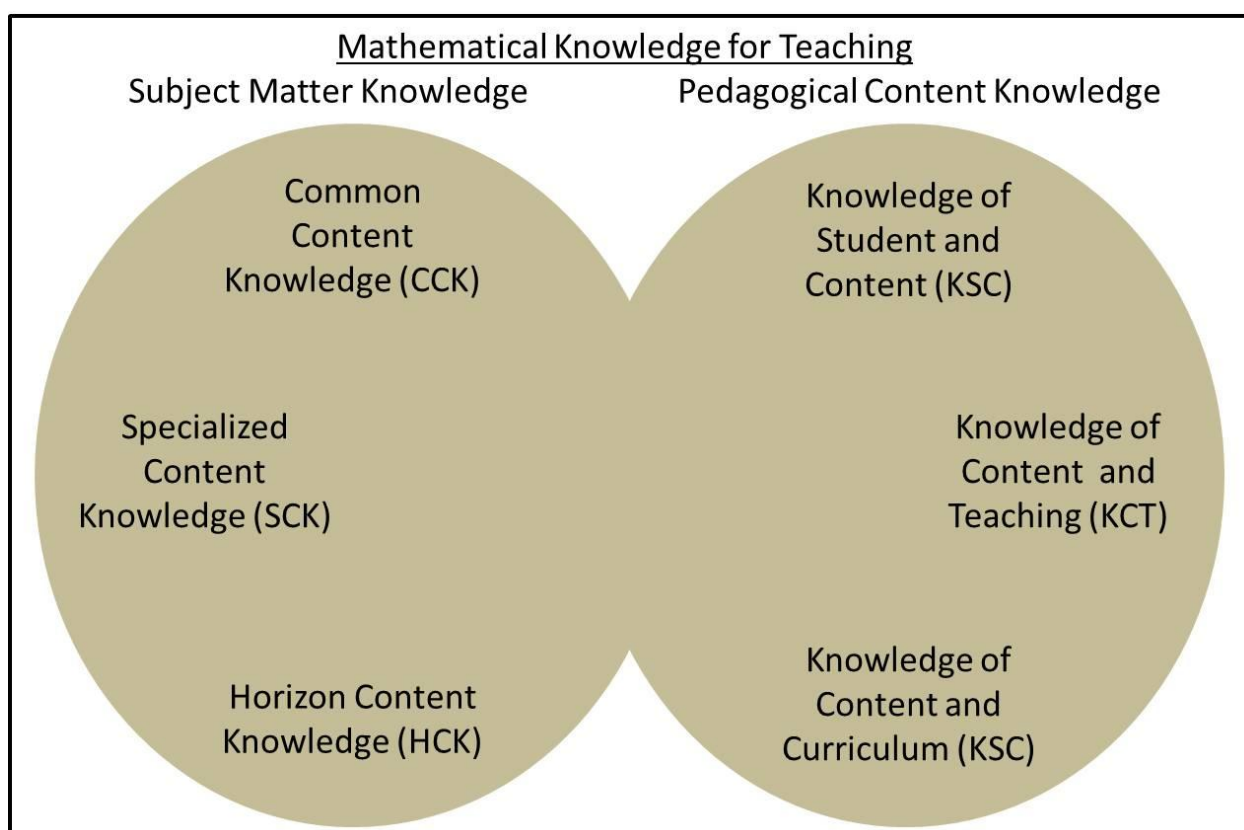 Mathematical Knowledge for Teaching
Subject Matter Knowledge
Pedagogical Content Knowledge
Common
Content
Knowledge (CCK)
Knowledge of
Student and
Content (KSC)
Specialized
Content
Knowledge (SCK)
Knowledge of
Content and
Teaching (KCT)
Horizon Content
Knowledge (HCK)
Knowledge of
Content and
Curriculum (KSC)